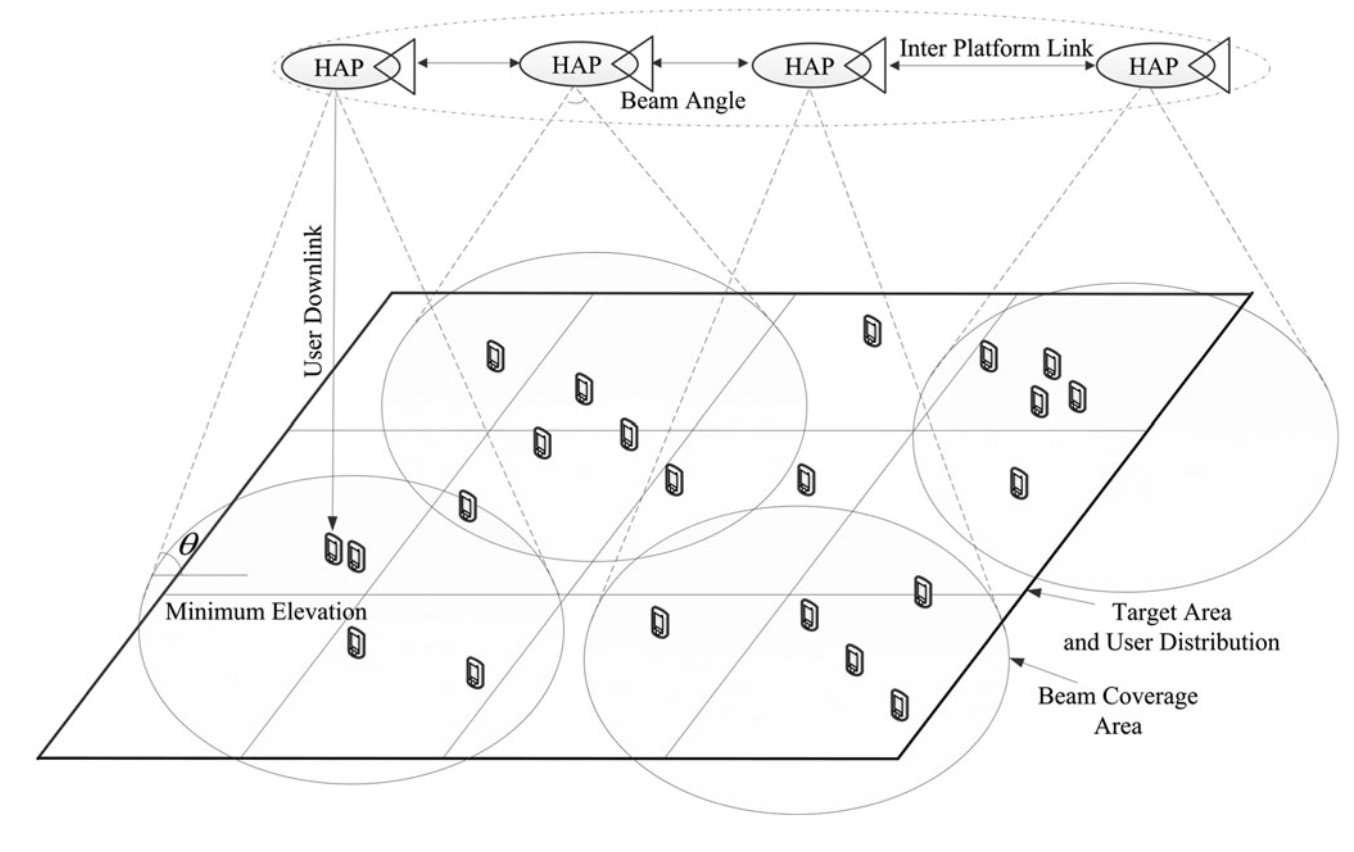 HAP
HAP
HAP
Inter Platform Link
HAP
Beam Angle
User Downlink
θ
Minimum Elevation
Target Area
and User Distribution
Beam Coverage
Area